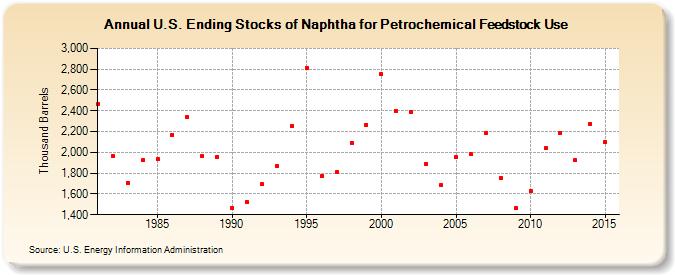 Annual U.S. Ending Stocks of Naphtha for Petrochemical Feedstock Use
Thousand Barrels
3,000
2,800
2,600
2,400
2,200
2,000
1,800
1,600
1,400
1985 1990 1995 2000 2005 2010 2015
Source: U.S. Energy Information Administration